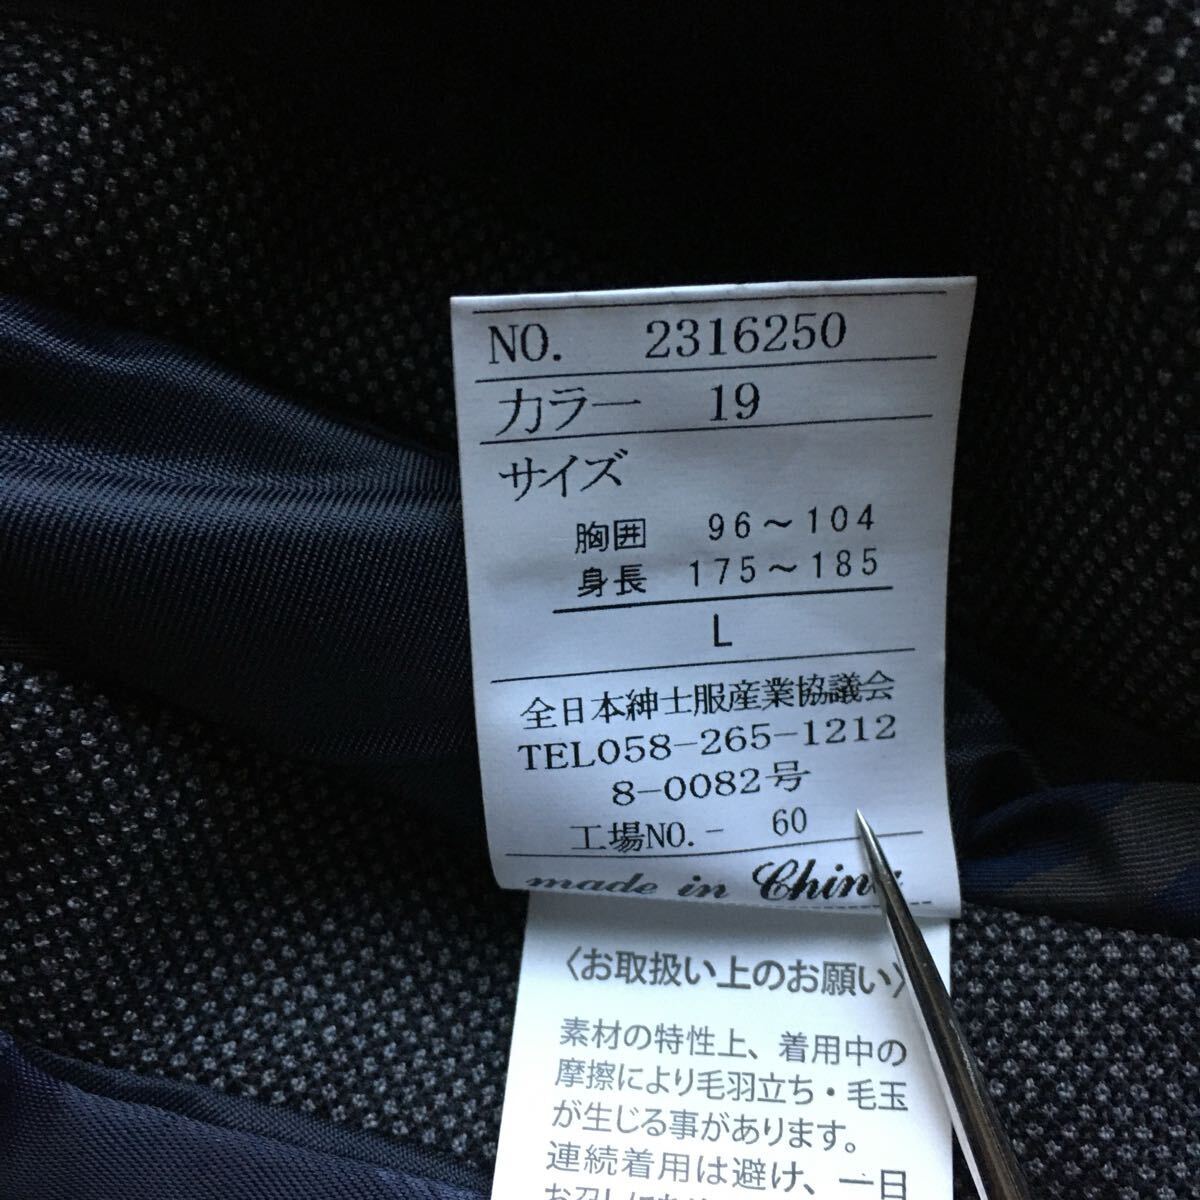 NO. 2316250
カラー 19
サイズ
胸囲 96～104
身長 175～185
L
全日本紳士服産業協議会
TEL058-265-1212
8-0082号
工場NO.- 60
made in China
〈お取扱い上のお願い〉
素材の特性上、着用中の
摩擦により毛羽立ち・毛玉
が生じる事があります。
連続着用は避け、一日